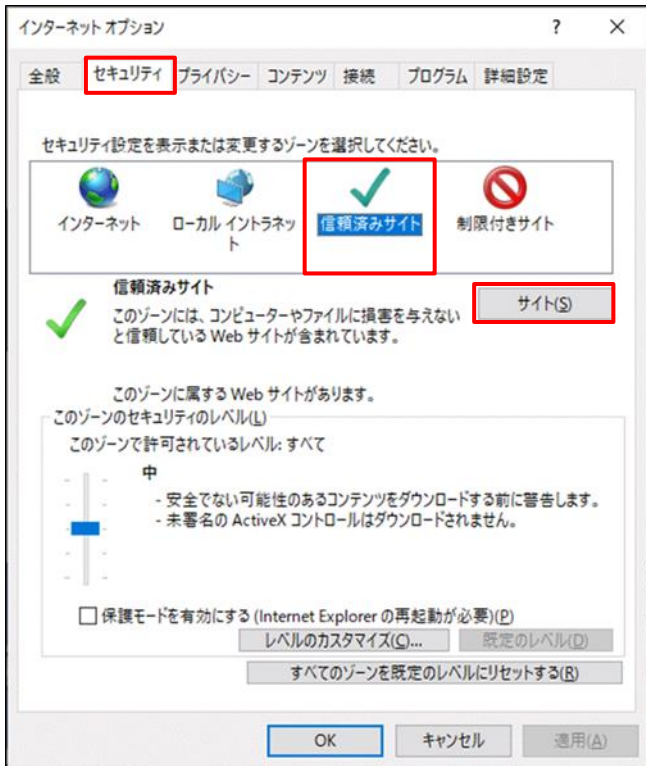 インターネット オプション
?
全般 セキュリティ プライバシー コンテンツ 接続 プログラム 詳細設定
セキュリティ設定を表示または変更するゾーンを選択してください。
インターネット
ローカル イントラネッ
ト
信頼済みサイト
制限付きサイト
信頼済みサイト
サイト(S)
このゾーンには、コンピューターやファイルに損害を与えない
と信頼している Web サイトが含まれています。
このゾーンに属する Web サイトがあります。
このゾーンのセキュリティのレベル(L)
このゾーンで許可されているレベル: すべて
中
- 安全でない可能性のあるコンテンツをダウンロードする前に警告します。
- 未署名の ActiveX コントロールはダウンロードされません。
保護モードを有効にする (Internet Explorer の再起動が必要)(P)
レベルのカスタマイズ(C)... 既定のレベル(D)
すべてのゾーンを既定のレベルにリセットする(R)
OK キャンセル 適用(A)